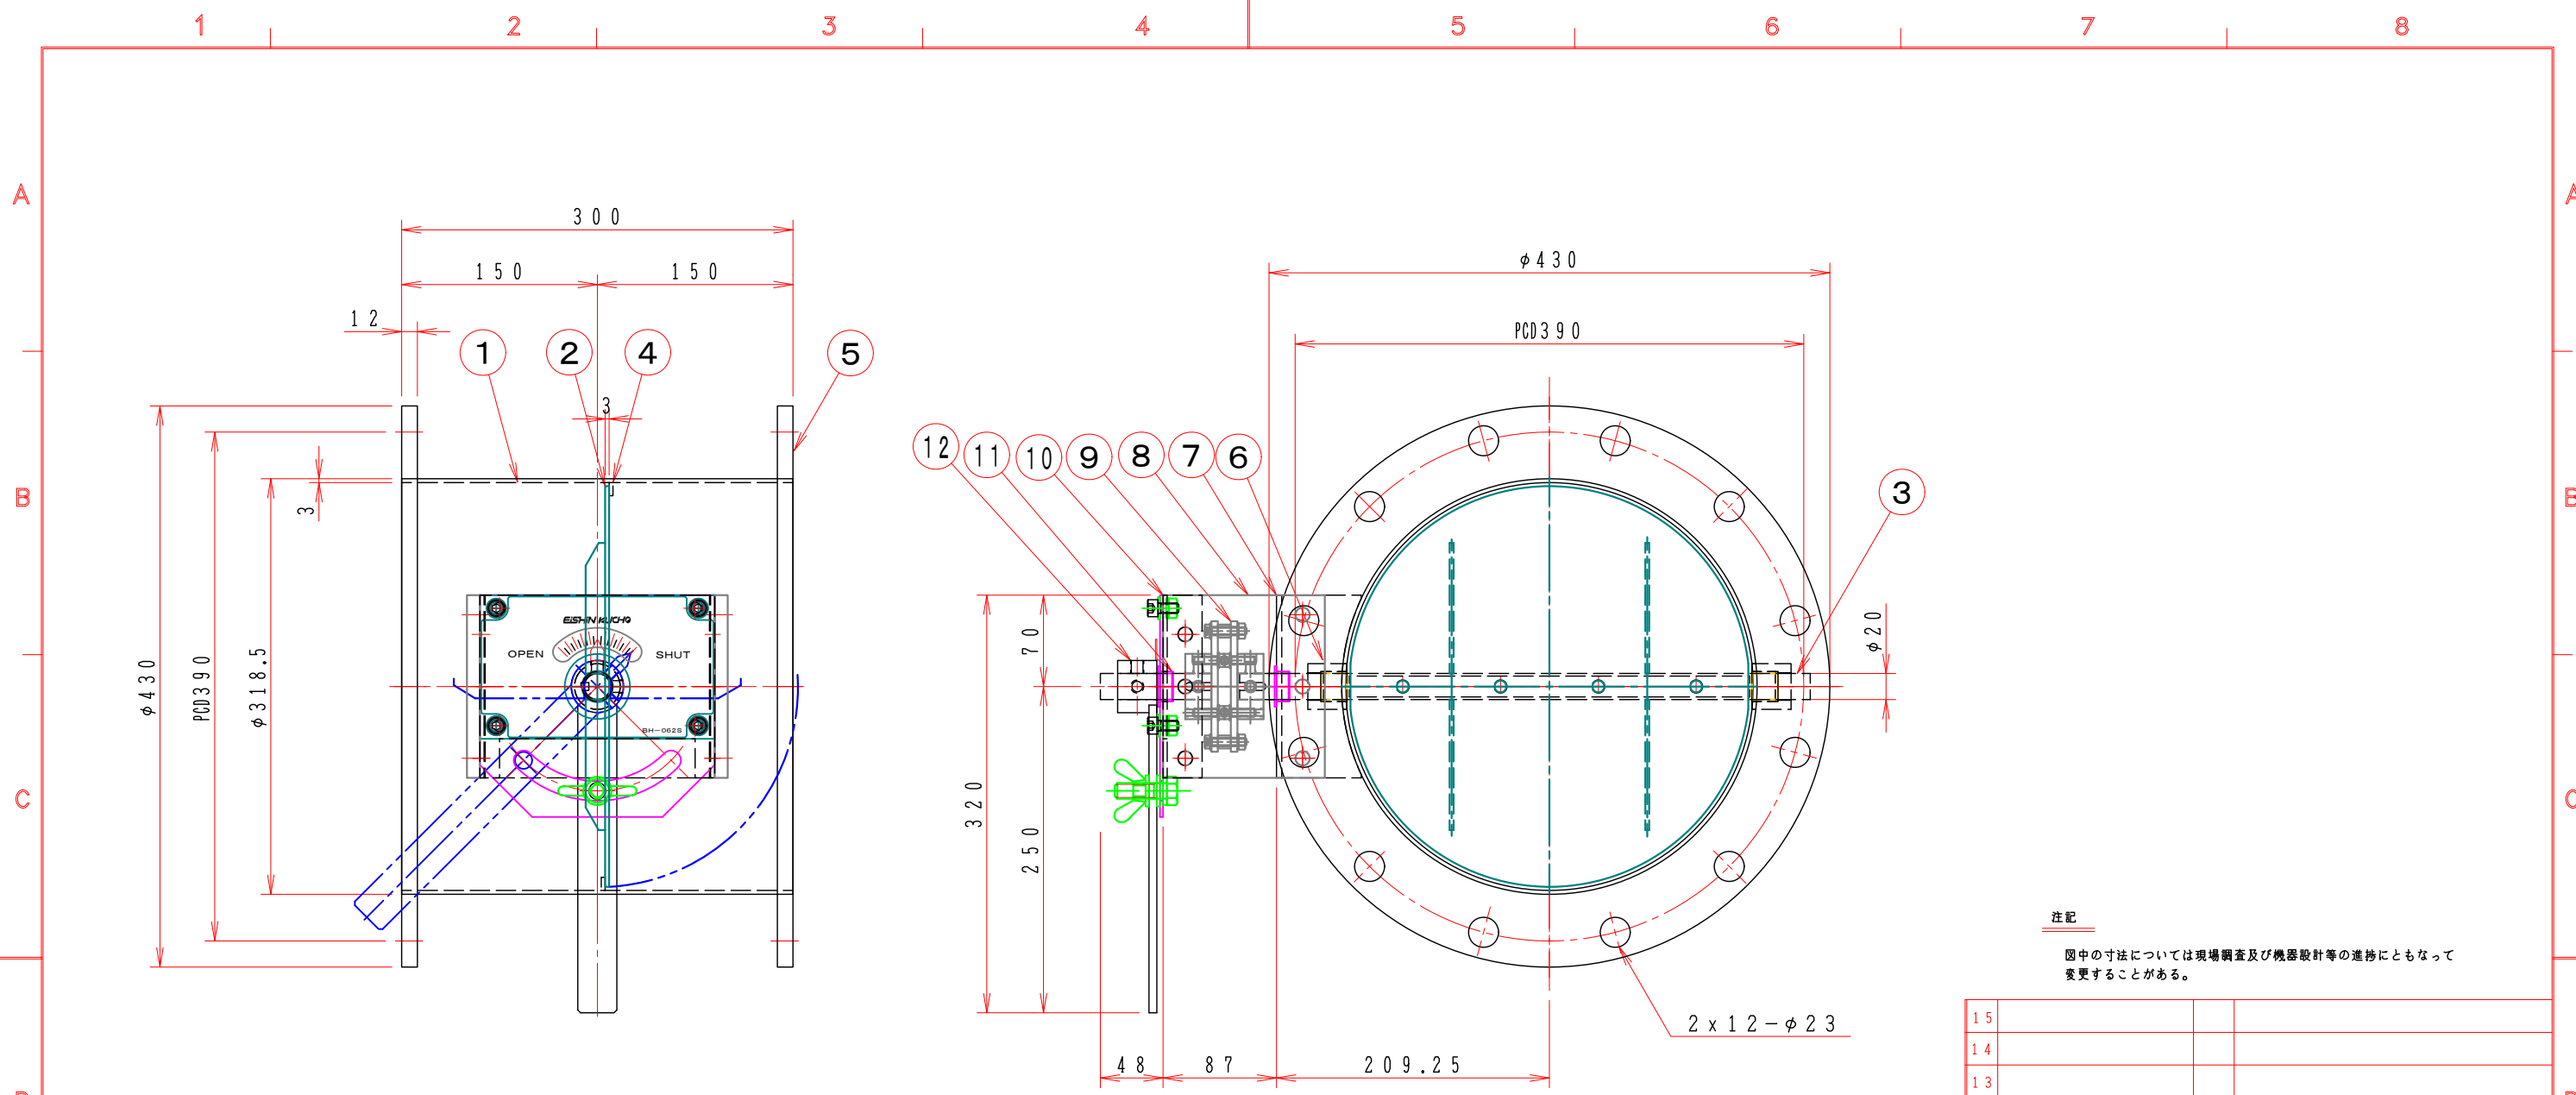 1 2 3 4 5 6 7 8
A A
300
φ430
150 150
12
PCD390
1 2 4 5
3
12 11 10 9 8 7 6
3
B B
3
EiSHiN KUCHO
OPEN SHUT
φ20
70
φ430
PCD390
φ318.5
BH-062S
C C
320
250
注記
図中の寸法については現場調査及び機器設計等の進捗にともなって
変更することがある。
2x12-φ23
15
14
48 87 209.25
13